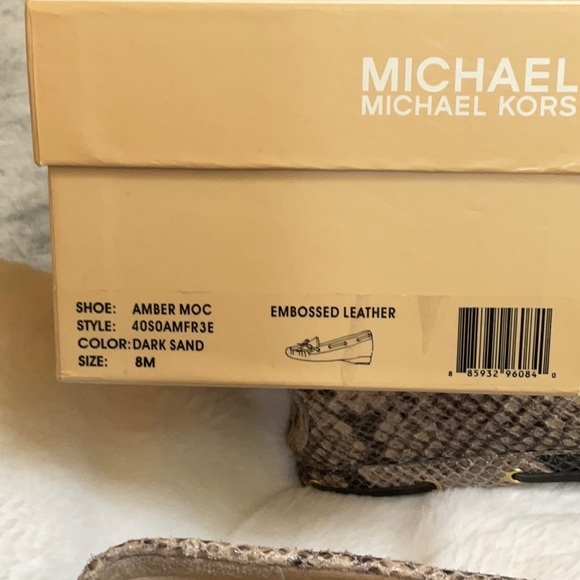 MICHAEL
MICHAEL KORS
SHOE: AMBER MOC
STYLE: 40S0AMFR3E
COLOR: DARK SAND
SIZE: 8M
EMBOSSED LEATHER
8 85932 96084 0